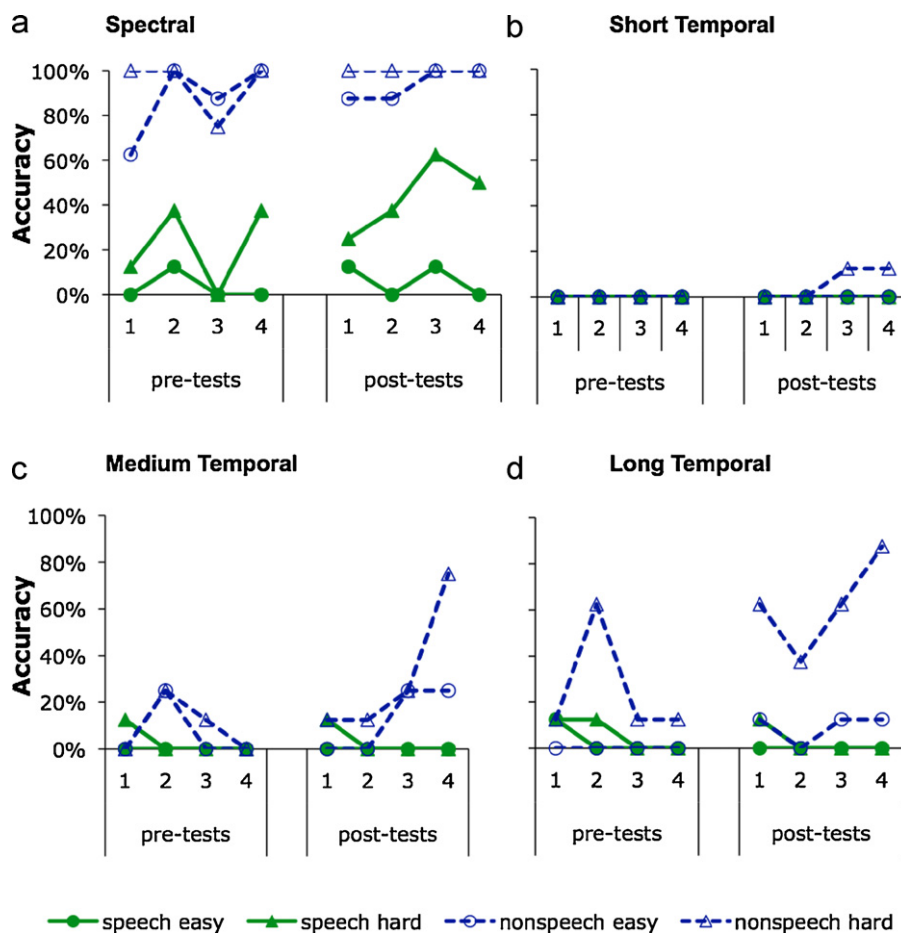 a Spectral
b Short Temporal
100%
80%
60%
40%
20%
0%
Accuracy
1 2 3 4 1 2 3 4
pre-tests post-tests
1 2 3 4 1 2 3 4
pre-tests post-tests
c Medium Temporal
d Long Temporal
100%
80%
60%
40%
20%
0%
Accuracy
1 2 3 4 1 2 3 4
pre-tests post-tests
1 2 3 4 1 2 3 4
pre-tests post-tests
speech easy speech hard nonspeech easy nonspeech hard